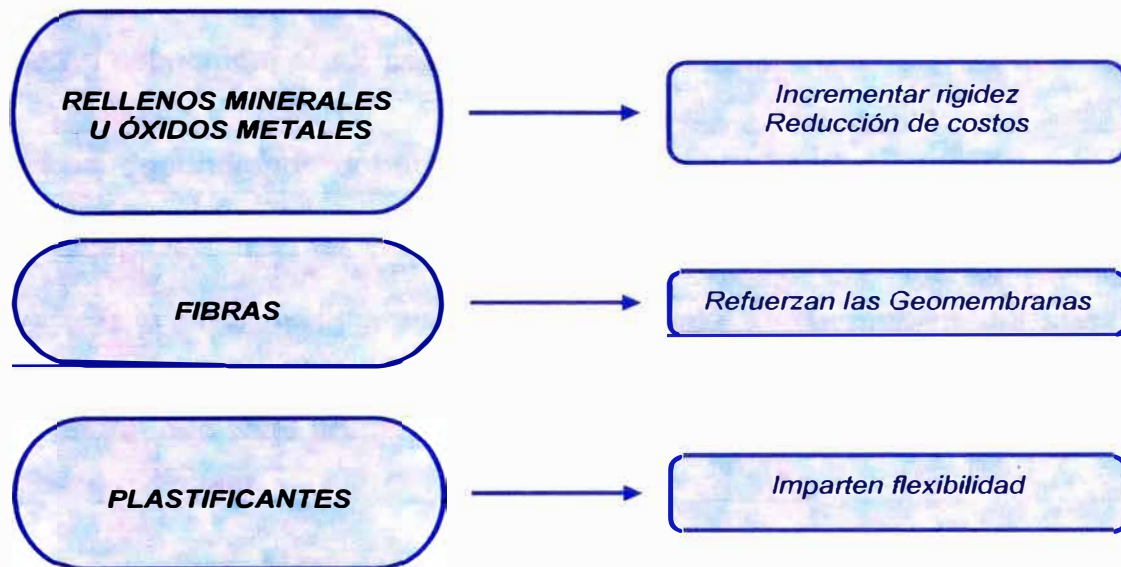 RELLENOS MINERALES
U ÓXIDOS METALES
Incrementar rigidez
Reducción de costos
FIBRAS
Refuerzan las Geomembranas
PLASTIFICANTES
Imparten flexibilidad